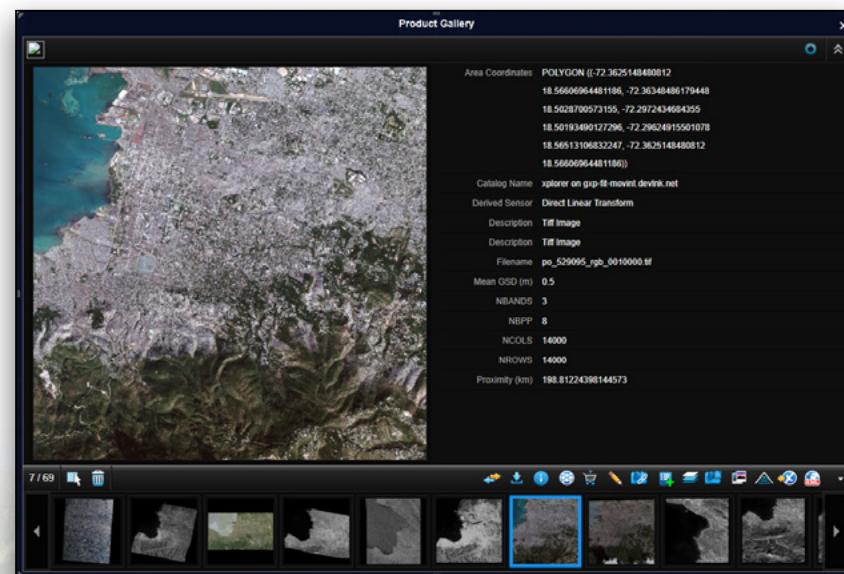 Product Gallery
Area Coordinates POLYGON ((-72.3625148480812
18.56606964481186, -72.36348486179448
18.5028700573155, -72.2972434684355
18.50193490127296, -72.29624915501078
18.56513106832247, -72.3625148480812
18.56606964481186))
Catalog Name xplorer on gxp-fit-movint.devlnk.net
Derived Sensor Direct Linear Transform
Description Tiff Image
Description Tiff Image
Filename po_529095_rgb_0010000.tif
Mean GSD (m) 0.5
NBANDS 3
NBPP 8
NCOLS 14000
NROWS 14000
Proximity (km) 198.81224398144573
7 / 69